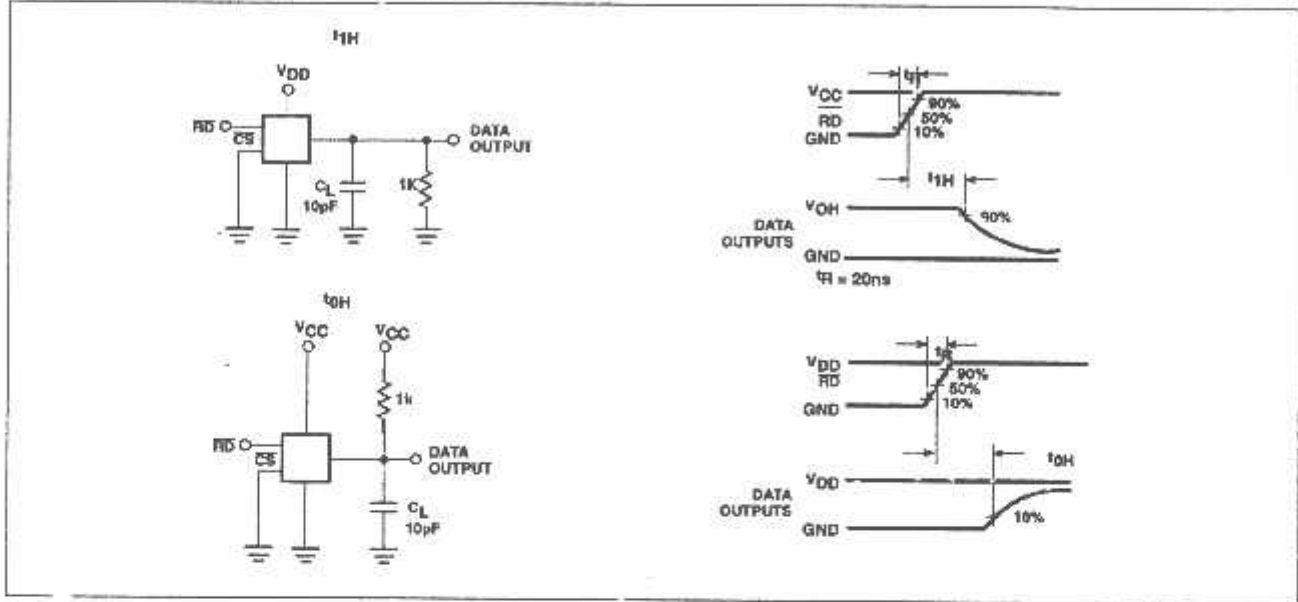 t1H
VDD
RD
CS
DATA
OUTPUT
CL
10pF
1K
VCC
RD
GND
90%
50%
10%
t1H
VOH
90%
DATA
OUTPUTS
GND
tR = 20ns
t0H
VCC
VCC
1k
RD
CS
DATA
OUTPUT
CL
10pF
VDD
RD
GND
90%
50%
10%
t0H
VDD
DATA
OUTPUTS
GND
10%